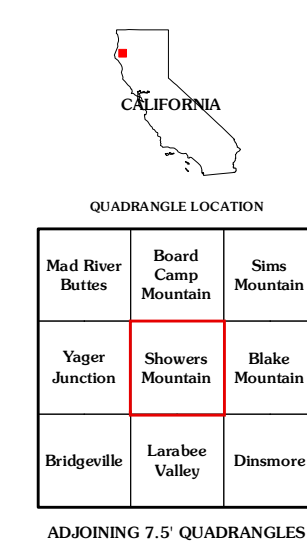 CALIFORNIA
QUADRANGLE LOCATION
Mad River
Buttes
Board
Camp
Mountain
Sims
Mountain
Yager
Junction
Showers
Mountain
Blake
Mountain
Bridgeville
Larabee
Valley
Dinsmore
ADJOINING 7.5' QUADRANGLES